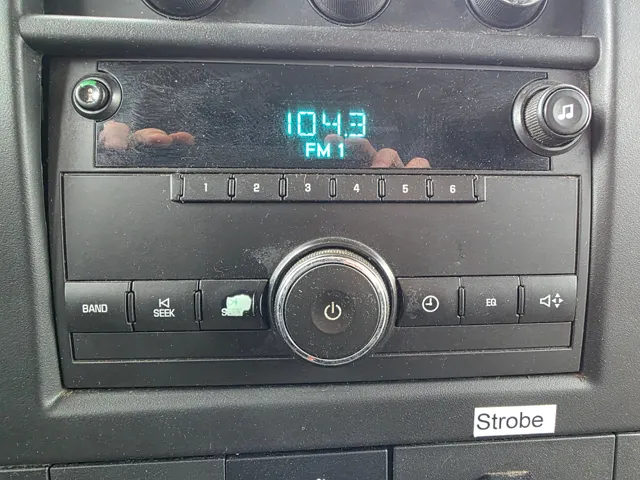 104.3
FM 1
1 2 3 4 5 6
BAND
SEEK
EQ
Strobe